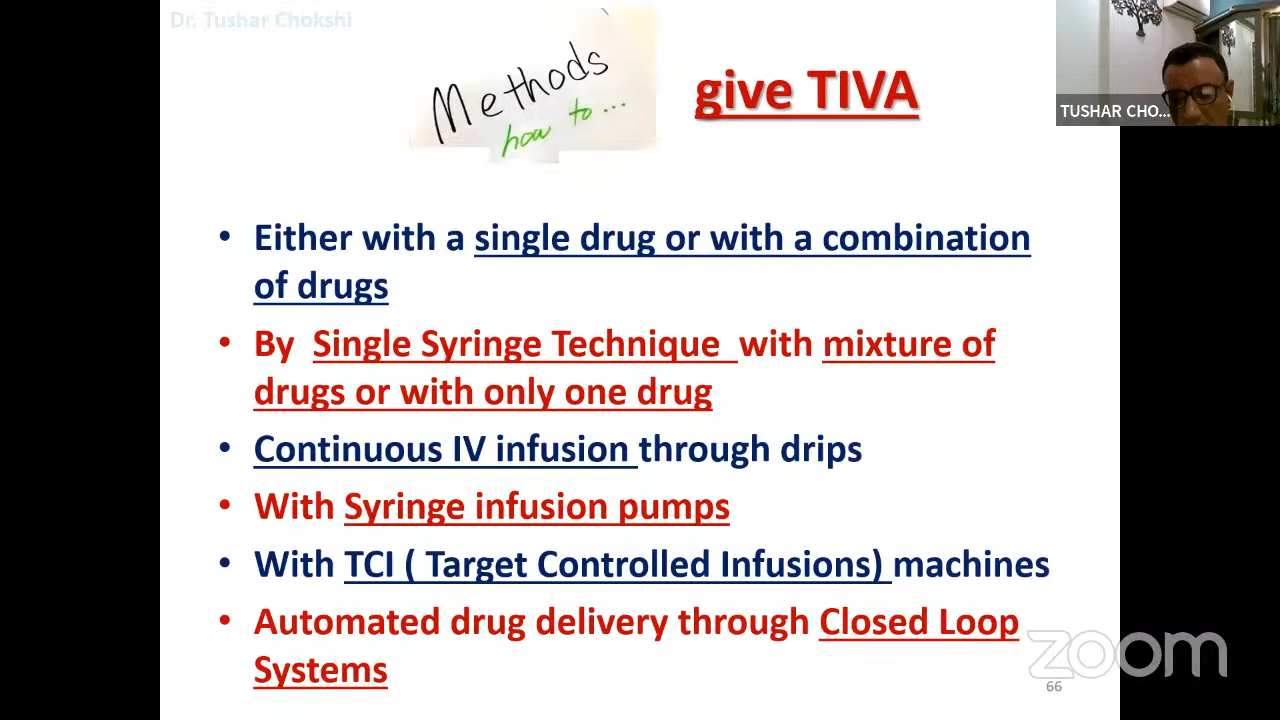 Dr. Tushar Chokshi
Methods
how to ...
give TIVA
TUSHAR CHO...
• Either with a single drug or with a combination
of drugs
• By Single Syringe Technique with mixture of
drugs or with only one drug
• Continuous IV infusion through drips
• With Syringe infusion pumps
• With TCI ( Target Controlled Infusions) machines
• Automated drug delivery through Closed Loop
Systems
zoom
66